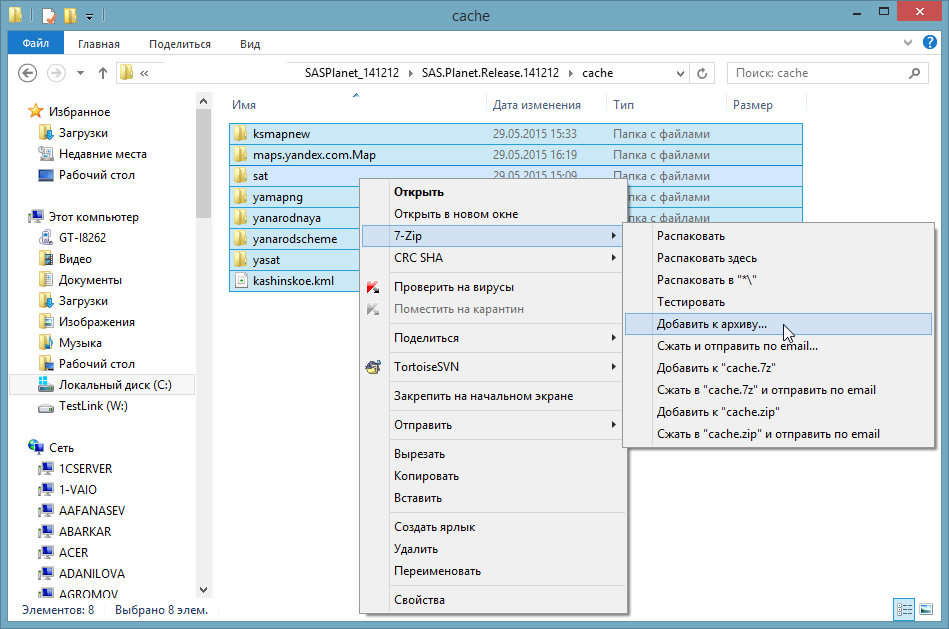 cache
Файл Главная Поделиться Вид
« SASPlanet_141212 SAS.Planet.Release.141212 cache
Поиск: cache
Избранное
Загрузки
Недавние места
Рабочий стол
Этот компьютер
GT-I8262
Видео
Документы
Загрузки
Изображения
Музыка
Рабочий стол
Локальный диск (C:)
TestLink (W:)
Сеть
1CSERVER
1-VAIO
AAFANASEV
ABARKAR
ACER
ADANILOVA
AGROMOV
Имя Дата изменения Тип Размер
ksmapnew 29.05.2015 15:33 Папка с файлами
maps.yandex.com.Map 29.05.2015 16:19 Папка с файлами
sat 29.05.2015 15:09 Папка с файлами
yamapng пка с файлами
yanarodnaya пка с файлами
yanarodscheme
yasat
kashinskoe.kml
Открыть
Открыть в новом окне
7-Zip
CRC SHA
Проверить на вирусы
Поместить на карантин
Поделиться
TortoiseSVN
Закрепить на начальном экране
Отправить
Вырезать
Копировать
Вставить
Создать ярлык
Удалить
Переименовать
Свойства
Распаковать
Распаковать здесь
Распаковать в "*\"
Тестировать
Добавить к архиву...
Сжать и отправить по email...
Добавить к "cache.7z"
Сжать в "cache.7z" и отправить по email
Добавить к "cache.zip"
Сжать в "cache.zip" и отправить по email
Элементов: 8 Выбрано 8 элем.